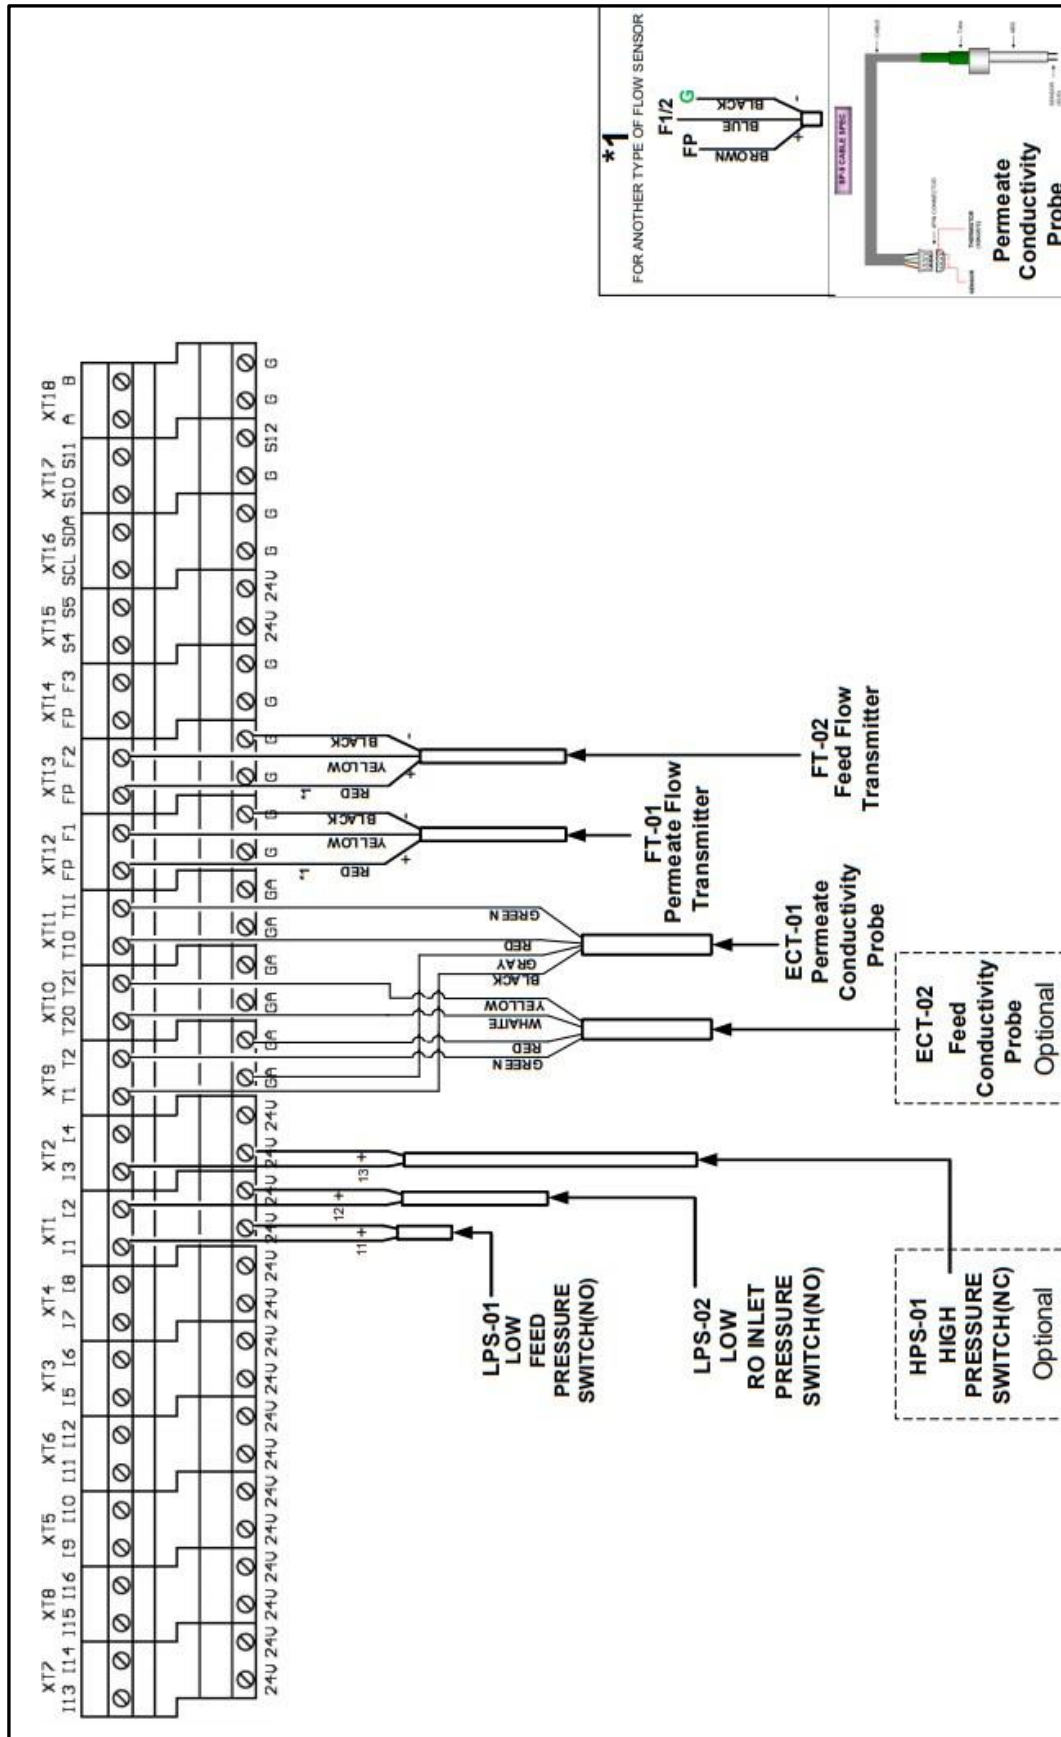 XT7 XT8 XT5 XT6 XT3 XT4 XT1 XT2 XT9 XT10 XT11 XT12 XT13 XT14 XT15 XT16 XT17 XT18
I13 I14 I15 I16 I9 I10 I11 I12 I5 I6 I7 I8 I1 I2 I3 I4 T1 T2 T20 T21 T10 T11 FP F1 FP F2 FP F3 S4 S5 SCL SDA S10 S11 A B
24V 24V 24V 24V 24V 24V 24V 24V 24V 24V 24V 24V 24V 24V 24V 24V GA GA GA GA GA GA G G G G G G 24V 24V G G G S12 G G
11 +
12 +
13 +
GREEN
RED
WHAITE
YELLOW
BLACK
GRAY
RED
GREEN
*1
RED
YELLOW
BLACK
+
-
*1
RED
YELLOW
BLACK
+
-
LPS-01
LOW
FEED
PRESSURE
SWITCH(NO)
LPS-02
LOW
RO INLET
PRESSURE
SWITCH(NO)
HPS-01
HIGH
PRESSURE
SWITCH(NC)
Optional
ECT-02
Feed
Conductivity
Probe
Optional
ECT-01
Permeate
Conductivity
Probe
FT-01
Permeate Flow
Transmitter
FT-02
Feed Flow
Transmitter
*1
FOR ANOTHER TYPE OF FLOW SENSOR
F1/2
FP
G
BROWN
BLUE
BLACK
+
-
CABLE
SENSOR
THERMISTOR
Permeate
Conductivity
Probe